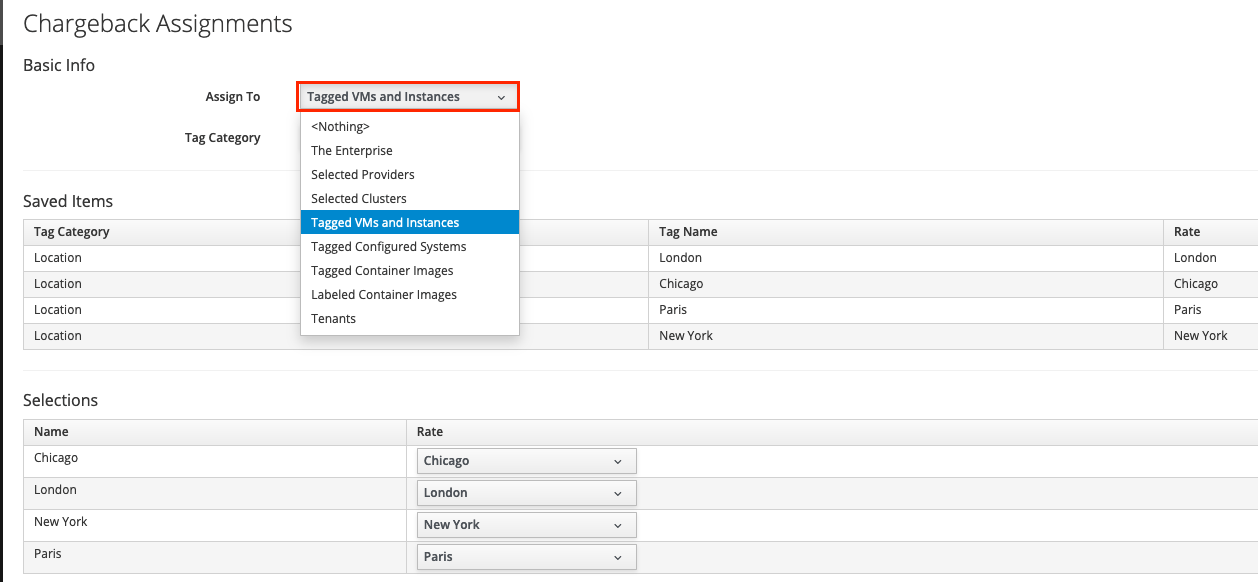 Chargeback Assignments
Basic Info
Assign To Tagged VMs and Instances
Tag Category
<Nothing>
The Enterprise
Selected Providers
Selected Clusters
Tagged VMs and Instances
Tagged Configured Systems
Tagged Container Images
Labeled Container Images
Tenants
Saved Items
Tag Category Tag Name Rate
Location London London
Location Chicago Chicago
Location Paris Paris
Location New York New York
Selections
Name Rate
Chicago Chicago
London London
New York New York
Paris Paris